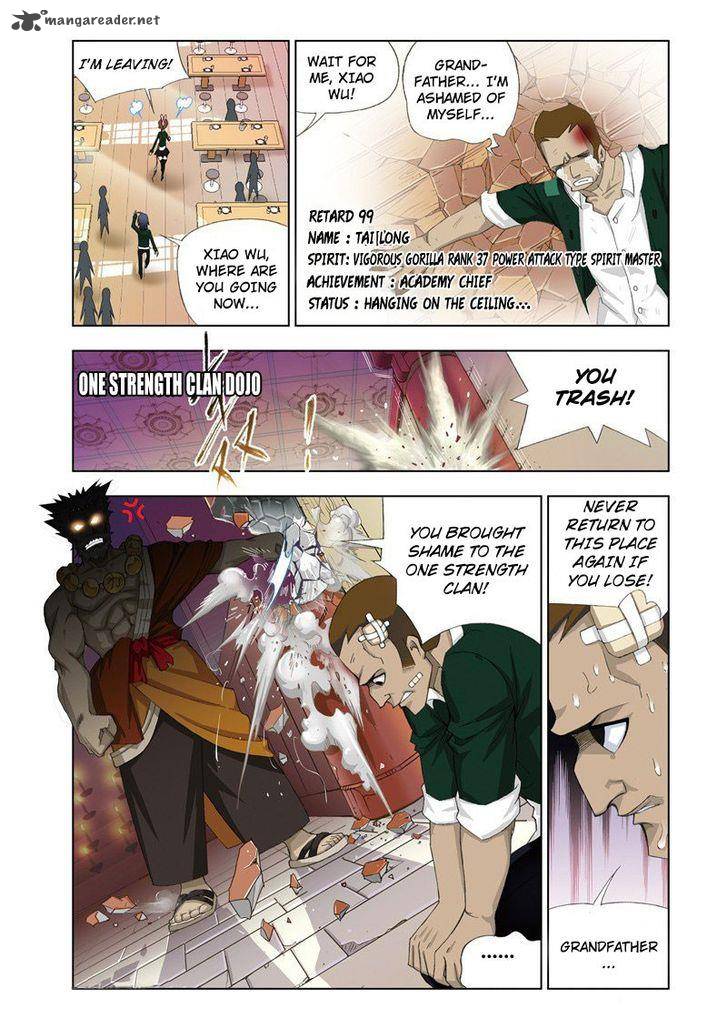 mangareader.net
I'M LEAVING!
XIAO WU,
WHERE ARE
YOU GOING
NOW...
WAIT FOR
ME, XIAO
WU!
GRAND-
FATHER... I'M
ASHAMED OF
MYSELF...
RETARD 99
NAME : TAI LONG
SPIRIT: VIGOROUS GORILLA RANK 37 POWER ATTACK TYPE SPIRIT MASTER
ACHIEVEMENT : ACADEMY CHIEF
STATUS : HANGING ON THE CEILING...
ONE STRENGTH CLAN DOJO
YOU
TRASH!
YOU BROUGHT
SHAME TO THE
ONE STRENGTH
CLAN!
......
NEVER
RETURN TO
THIS PLACE
AGAIN IF
YOU LOSE!
GRANDFATHER
...